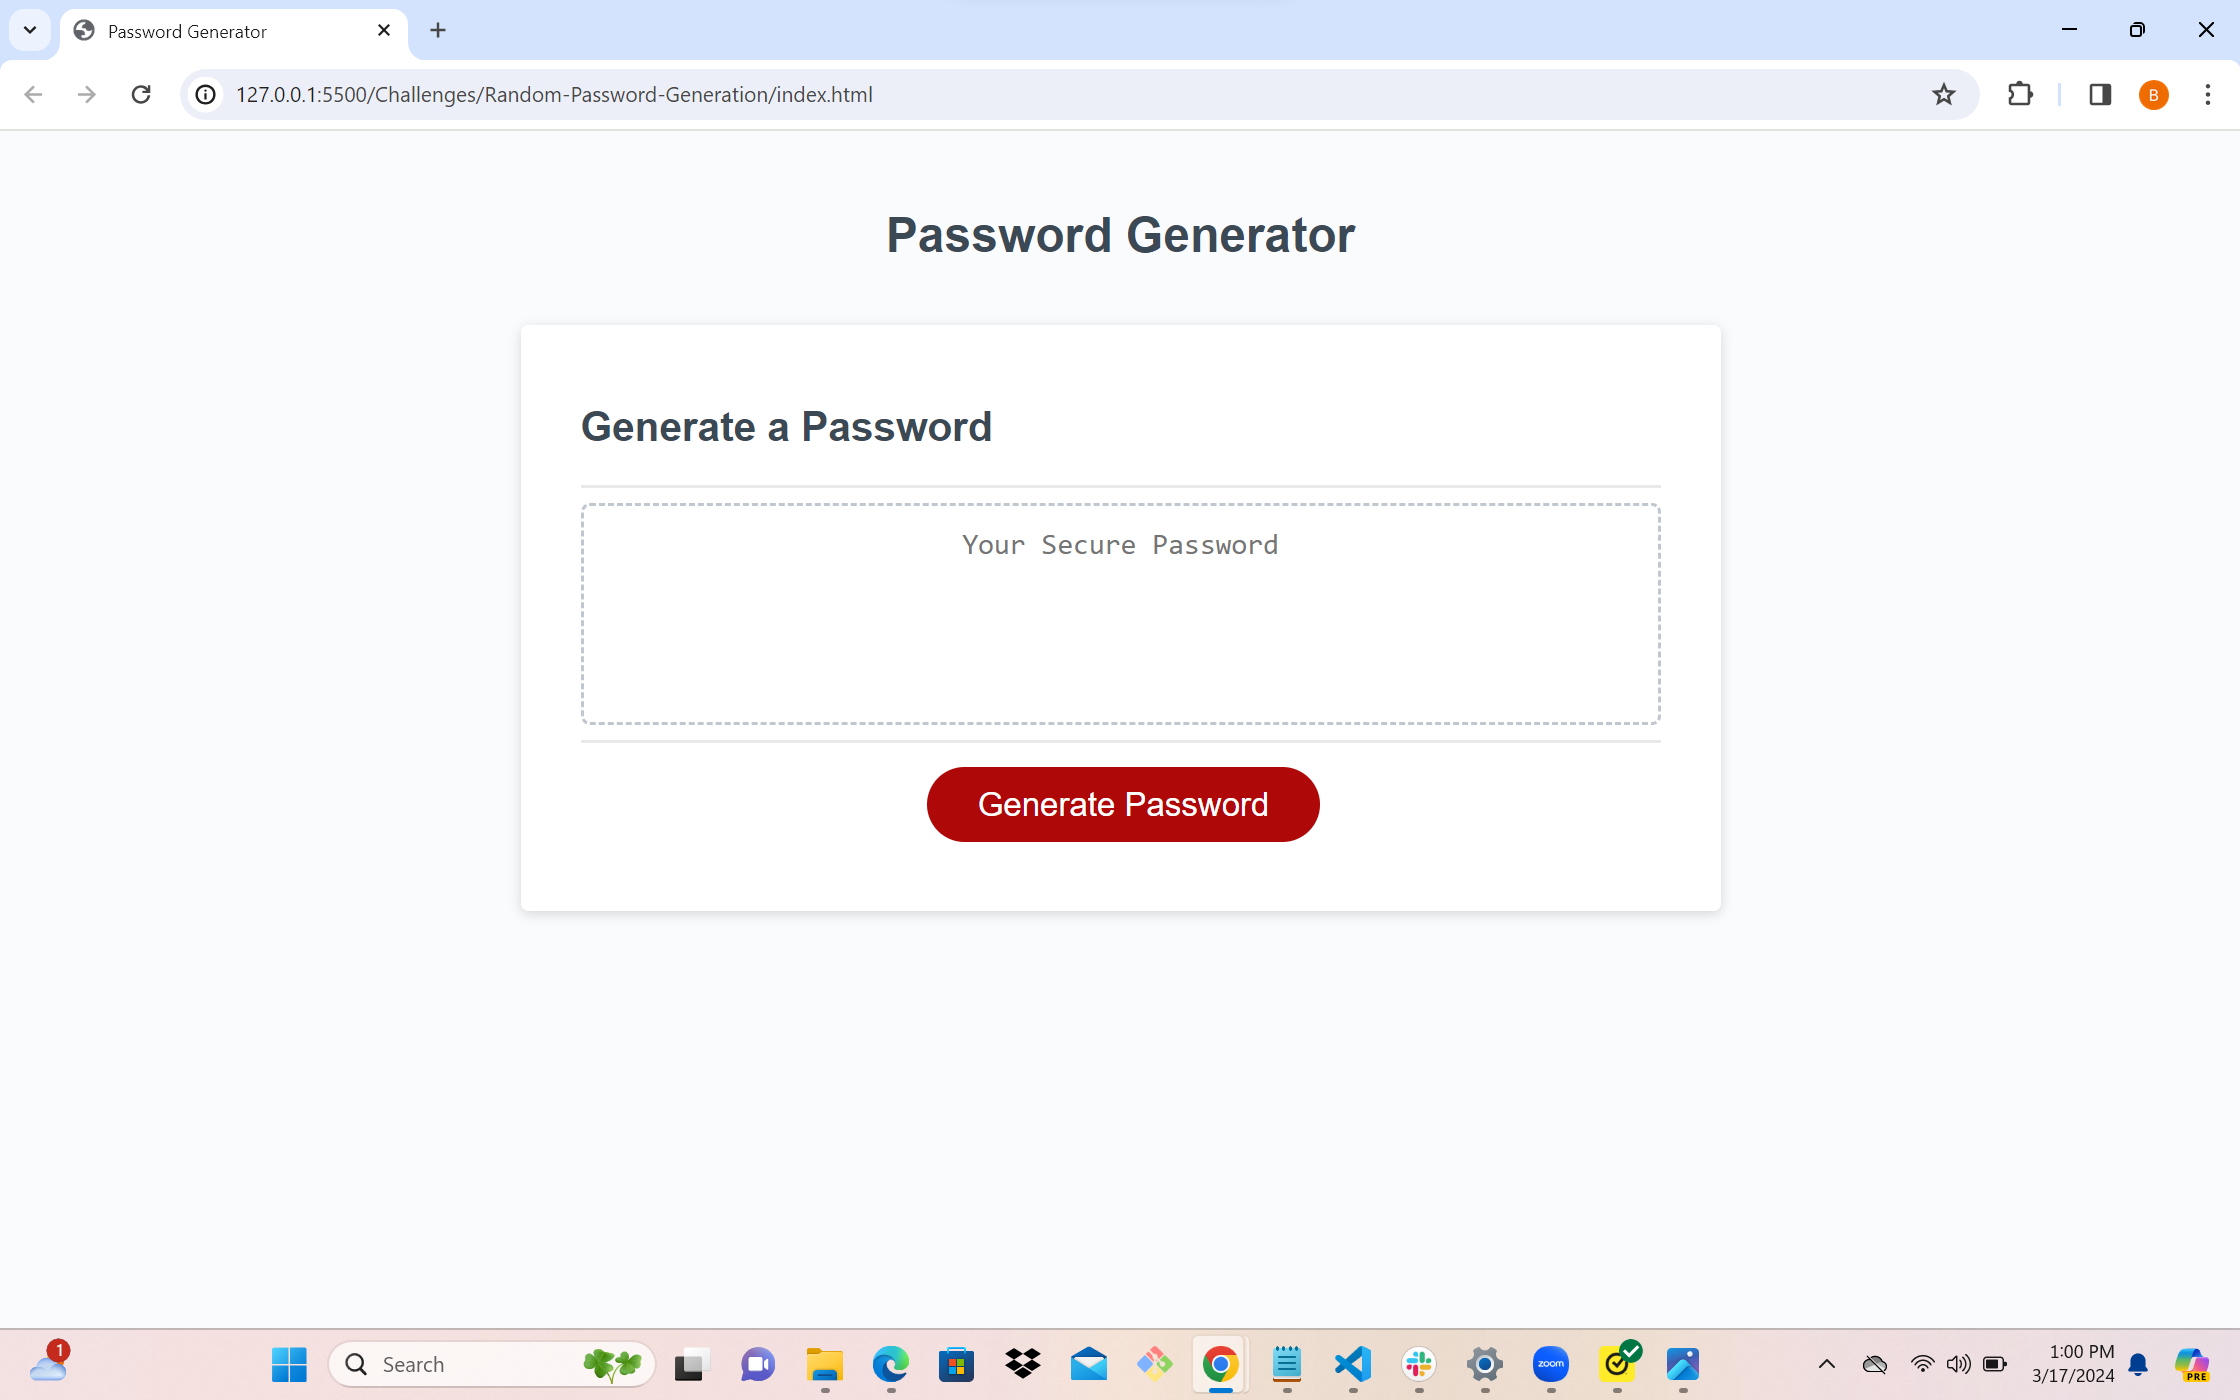 Password Generator
127.0.0.1:5500/Challenges/Random-Password-Generation/index.html
B
Password Generator
Generate a Password
Your Secure Password
Generate Password
1
Search
zoom
1:00 PM
3/17/2024
PRE